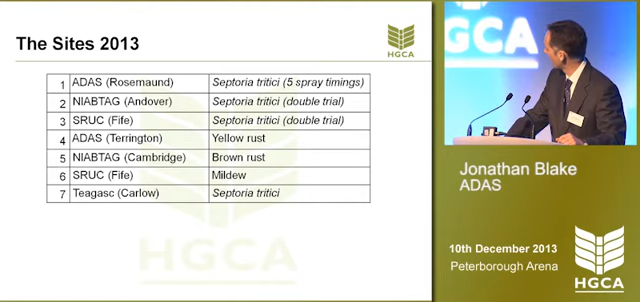 The Sites 2013
HGCA
1 ADAS (Rosemaund) Septoria tritici (5 spray timings)
2 NIABTAG (Andover) Septoria tritici (double trial)
3 SRUC (Fife) Septoria tritici (double trial)
4 ADAS (Terrington) Yellow rust
5 NIABTAG (Cambridge) Brown rust
6 SRUC (Fife) Mildew
7 Teagasc (Carlow) Septoria tritici
HGCA
HGCA
Jonathan Blake
ADAS
10th December 2013
Peterborough Arena
HGCA